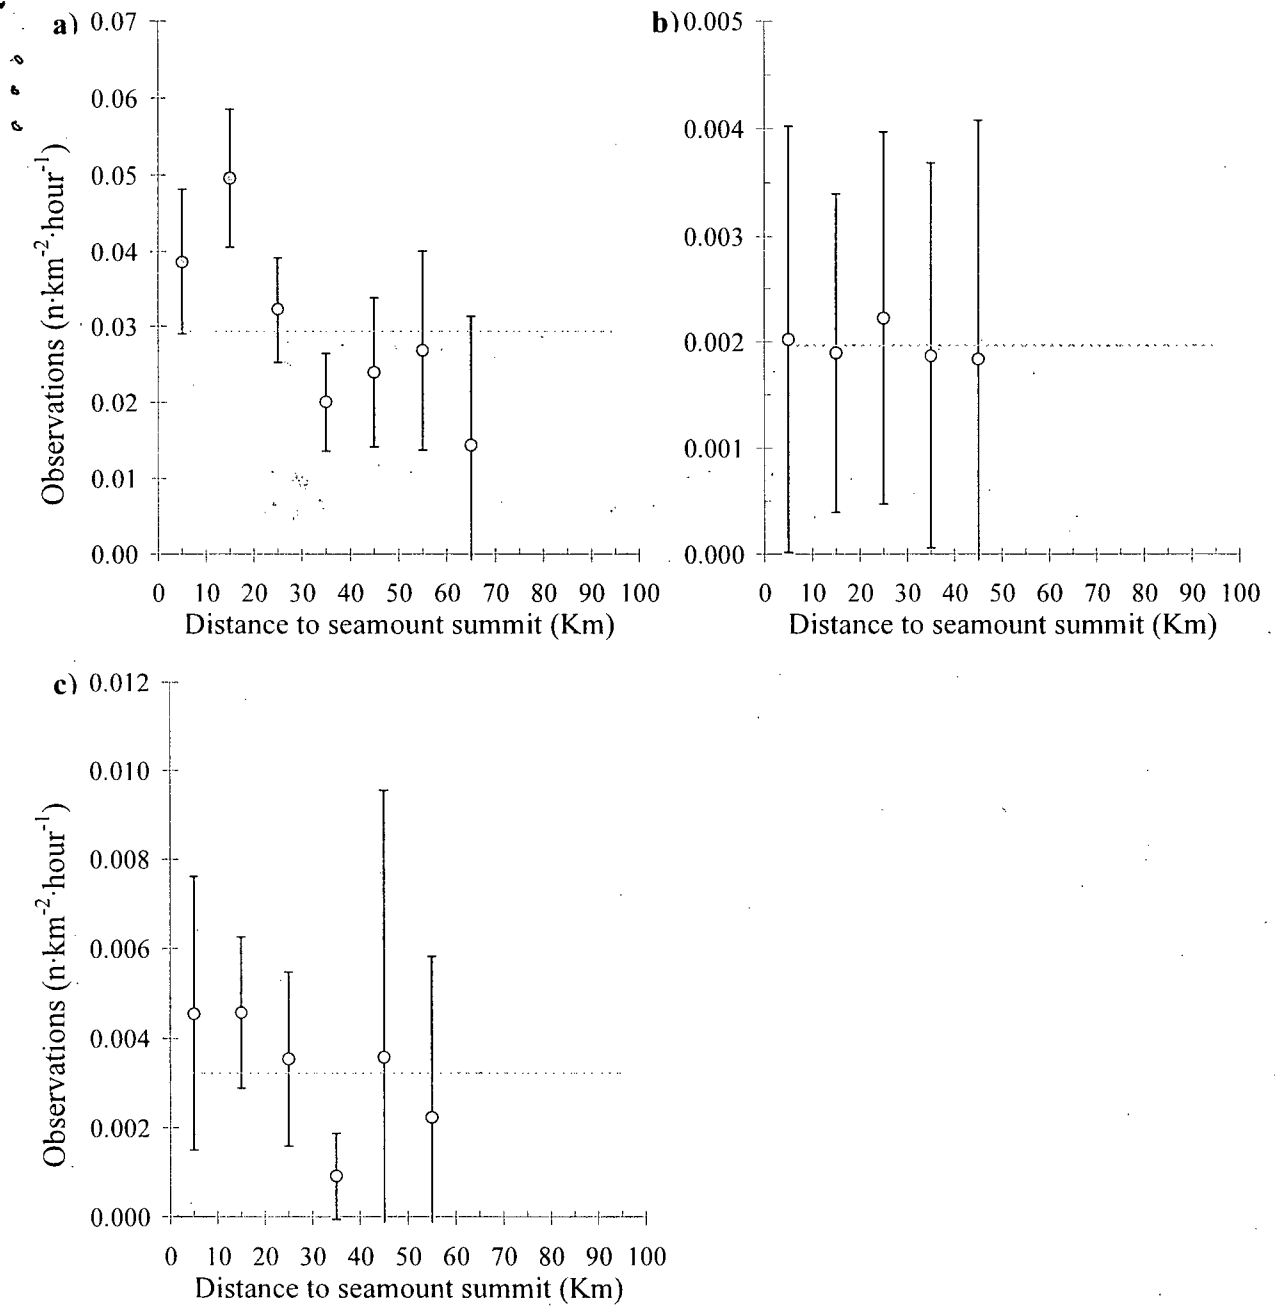 a) 0.07
0.06
0.05
0.04
0.03
0.02
0.01
0.00
Observations (n·km-2·hour-1)
0 10 20 30 40 50 60 70 80 90 100
Distance to seamount summit (Km)
b) 0.005
0.004
0.003
0.002
0.001
0.000
0 10 20 30 40 50 60 70 80 90 100
Distance to seamount summit (Km)
c) 0.012
0.010
0.008
0.006
0.004
0.002
0.000
Observations (n·km-2·hour-1)
0 10 20 30 40 50 60 70 80 90 100
Distance to seamount summit (Km)